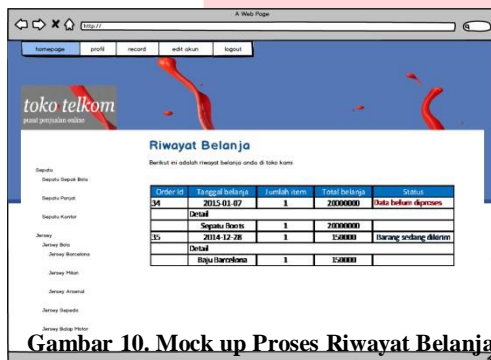 A Web Page
http://
homepage profil record edit akun logout
toko telkom
pusat penjualan online
Riwayat Belanja
Berikut ini adalah riwayat belanja anda di toko kami
Sepatu
Sepatu Sepak Bola
Sepatu Panjat
Sepatu Kantor
Jersey
Jersey Bola
Jersey Barcelona
Jersey Milan
Jersey Arsenal
Jersey Sepeda
Jersey Balap Motor
Order Id Tanggal belanja Jumlah item Total belanja Status
34 2015-01-07 1 20000000 Data belum diproses
Detail
Sepatu Boots 1 20000000
35 2014-12-28 1 150000 Barang sedang dikirim
Detail
Baju Barcelona 1 150000
Gambar 10. Mock up Proses Riwayat Belanja